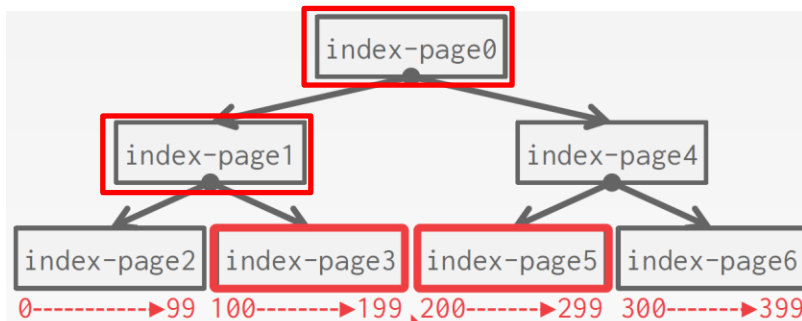 index-page0
index-page1 index-page4
index-page2 index-page3 index-page5 index-page6
0----------►99 100-------►199 200-------►299 300-------►399